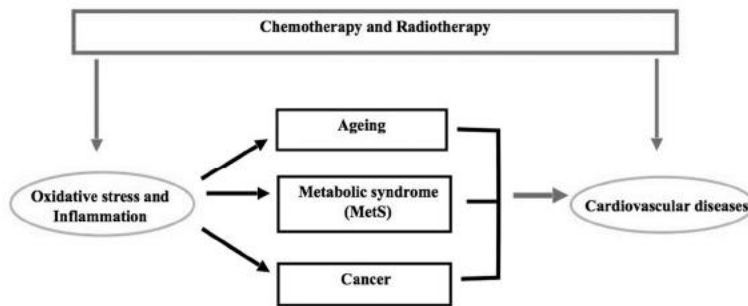 Chemotherapy and Radiotherapy
Ageing
Oxidative stress and
Inflammation
Metabolic syndrome
(MetS)
Cardiovascular diseases
Cancer